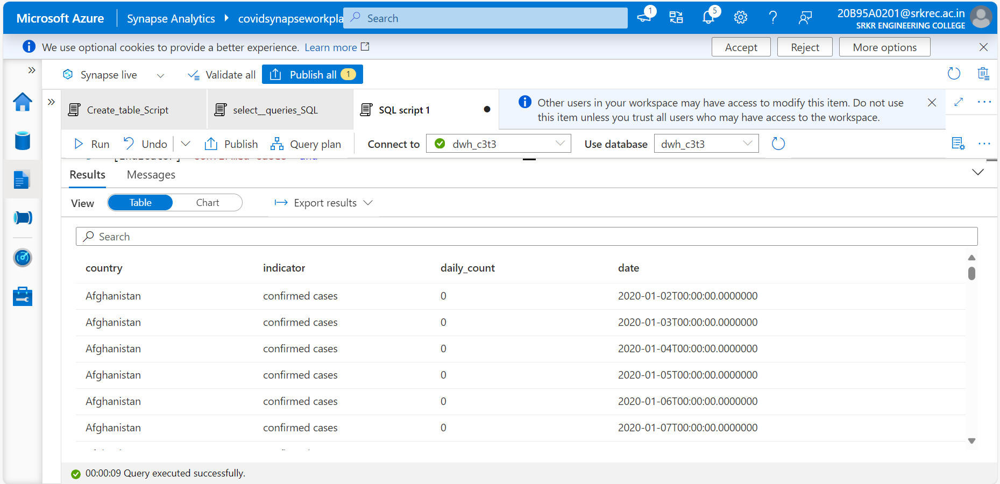 Microsoft Azure
Synapse Analytics
covidsynapseworkpla
Search
1
5
20B95A0201@srkrec.ac.in
SRKR ENGINEERING COLLEGE
We use optional cookies to provide a better experience. Learn more
Accept
Reject
More options
Synapse live
Validate all
Publish all 1
Create_table_Script
select__queries_SQL
SQL script 1
Other users in your workspace may have access to modify this item. Do not use
this item unless you trust all users who may have access to the workspace.
Run
Undo
Publish
Query plan
Connect to
dwh_c3t3
Use database
dwh_c3t3
Results
Messages
View
Table
Chart
Export results
Search
country indicator daily_count date
Afghanistan confirmed cases 0 2020-01-02T00:00:00.0000000
Afghanistan confirmed cases 0 2020-01-03T00:00:00.0000000
Afghanistan confirmed cases 0 2020-01-04T00:00:00.0000000
Afghanistan confirmed cases 0 2020-01-05T00:00:00.0000000
Afghanistan confirmed cases 0 2020-01-06T00:00:00.0000000
Afghanistan confirmed cases 0 2020-01-07T00:00:00.0000000
00:00:09 Query executed successfully.